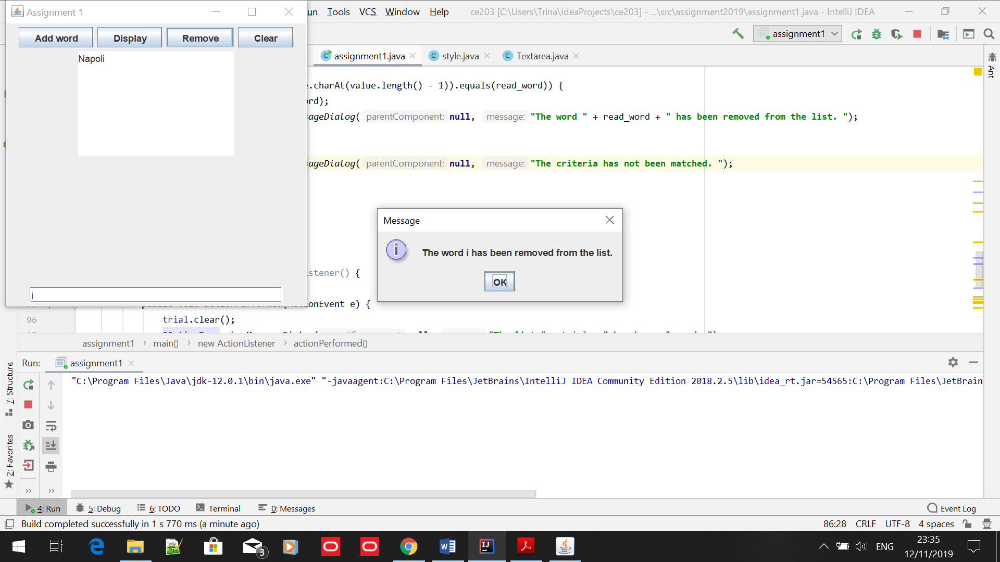 Assignment 1
un Tools VCS Window Help
ce203 [C:\Users\Trina\IdeaProjects\ce203] - ...\src\assignment2019\assignment1.java - IntelliJ IDEA
Add word Display Remove Clear
assignment1
Napoli
assignment1.java style.java Textarea.java
Ant
.charAt(value.length() - 1)).equals(read_word)) {
ord);
sageDialog( parentComponent: null, message: "The word " + read_word + " has been removed from the list. ");
sageDialog( parentComponent: null, message: "The criteria has not been matched. ");
Message
The word i has been removed from the list.
OK
istener() {
i
onEvent e) {
96 trial.clear();
assignment1 > main() > new ActionListener > actionPerformed()
Run: assignment1
"C:\Program Files\Java\jdk-12.0.1\bin\java.exe" "-javaagent:C:\Program Files\JetBrains\IntelliJ IDEA Community Edition 2018.2.5\lib\idea_rt.jar=54565:C:\Program Files\JetBrain
7: Structure
2: Favorites
4: Run 5: Debug 6: TODO Terminal 0: Messages Event Log
Build completed successfully in 1 s 770 ms (a minute ago)
86:28 CRLF UTF-8 4 spaces
3
ENG
23:35
12/11/2019